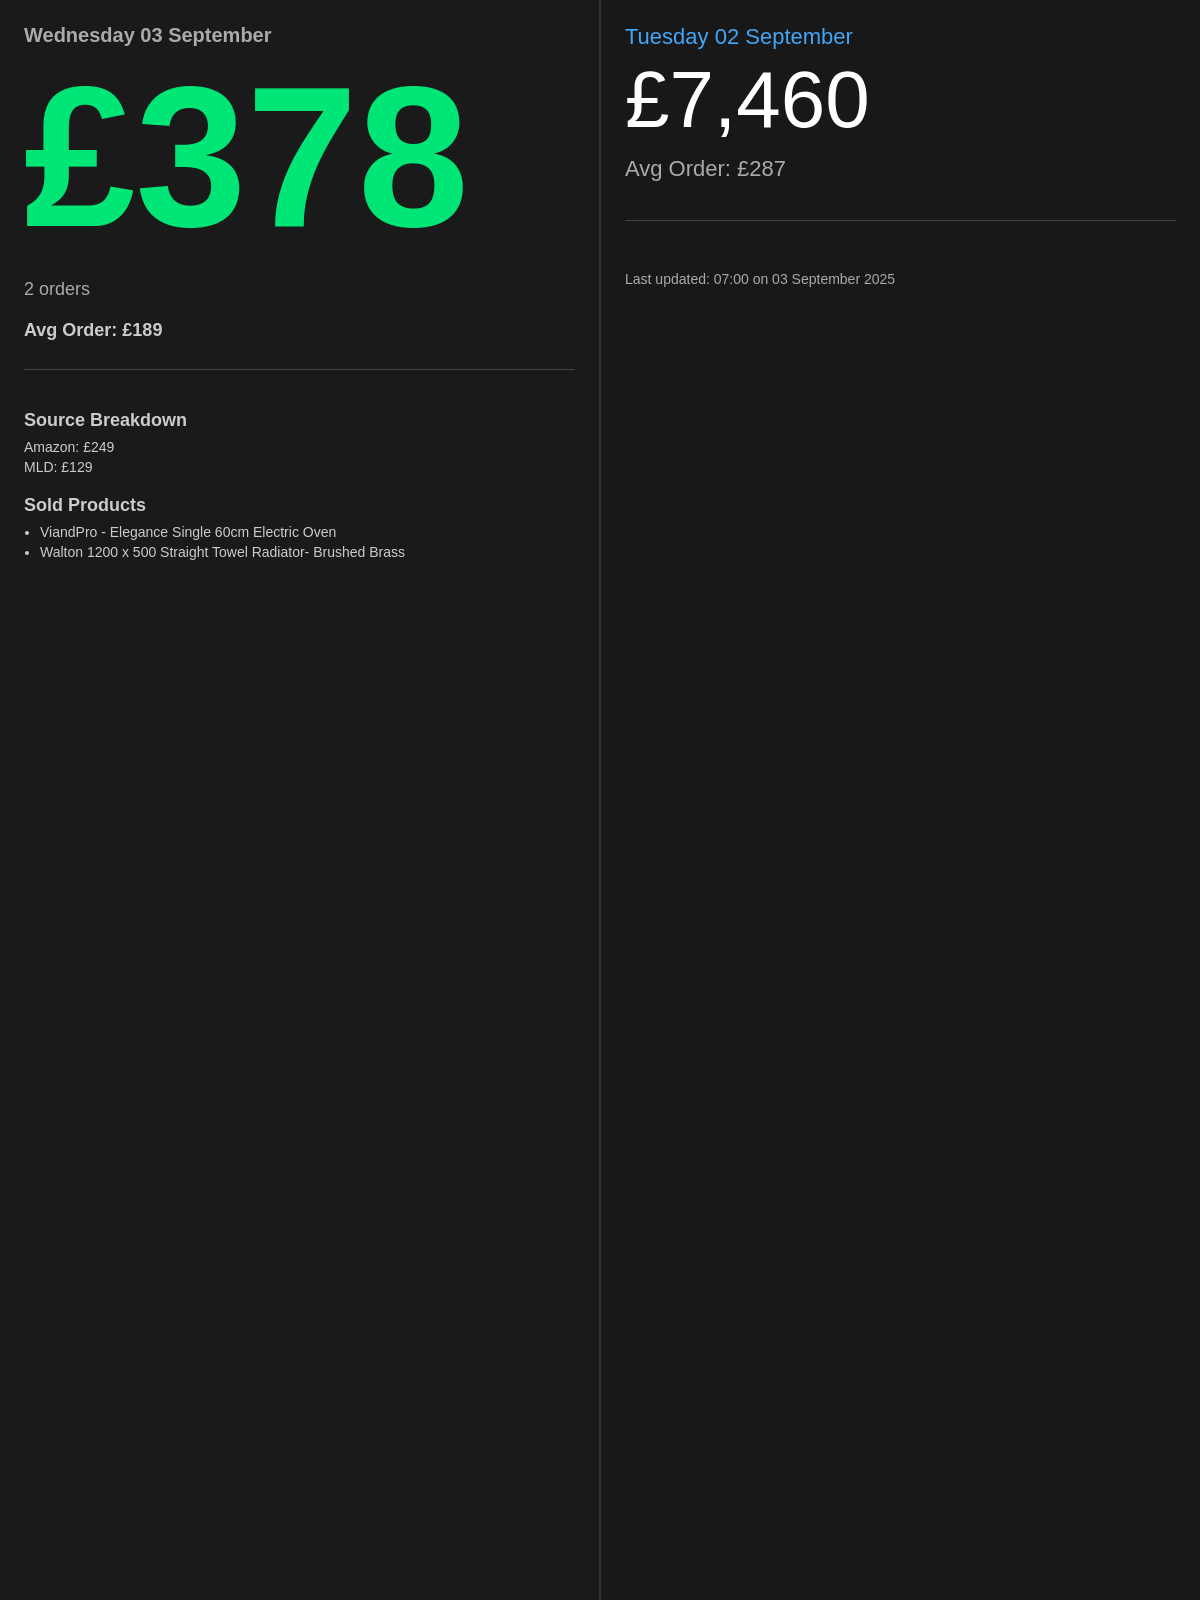 Wednesday 03 September
£378
2 orders
Avg Order: £189
Source Breakdown
Amazon: £249
MLD: £129
Sold Products
• ViandPro - Elegance Single 60cm Electric Oven
• Walton 1200 x 500 Straight Towel Radiator- Brushed Brass
Tuesday 02 September
£7,460
Avg Order: £287
Last updated: 07:00 on 03 September 2025